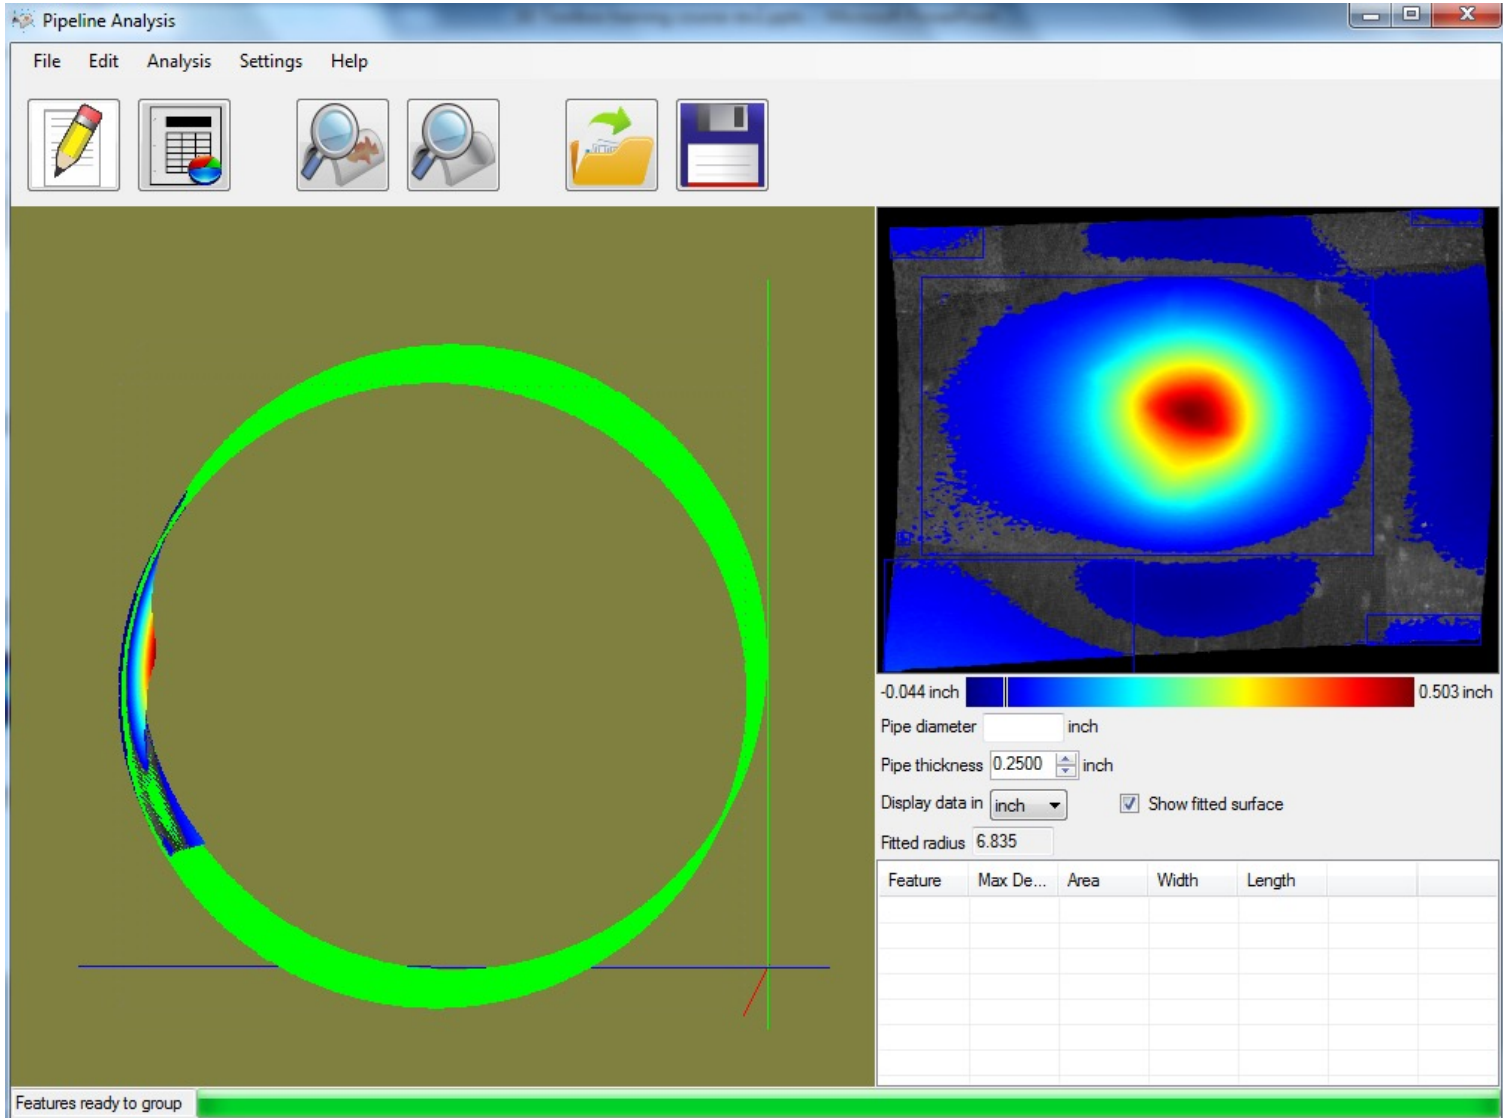 Pipeline Analysis
File Edit Analysis Settings Help
-0.044 inch 0.503 inch
Pipe diameter inch
Pipe thickness 0.2500 inch
Display data in inch Show fitted surface
Fitted radius 6.835
Feature Max De... Area Width Length
Features ready to group